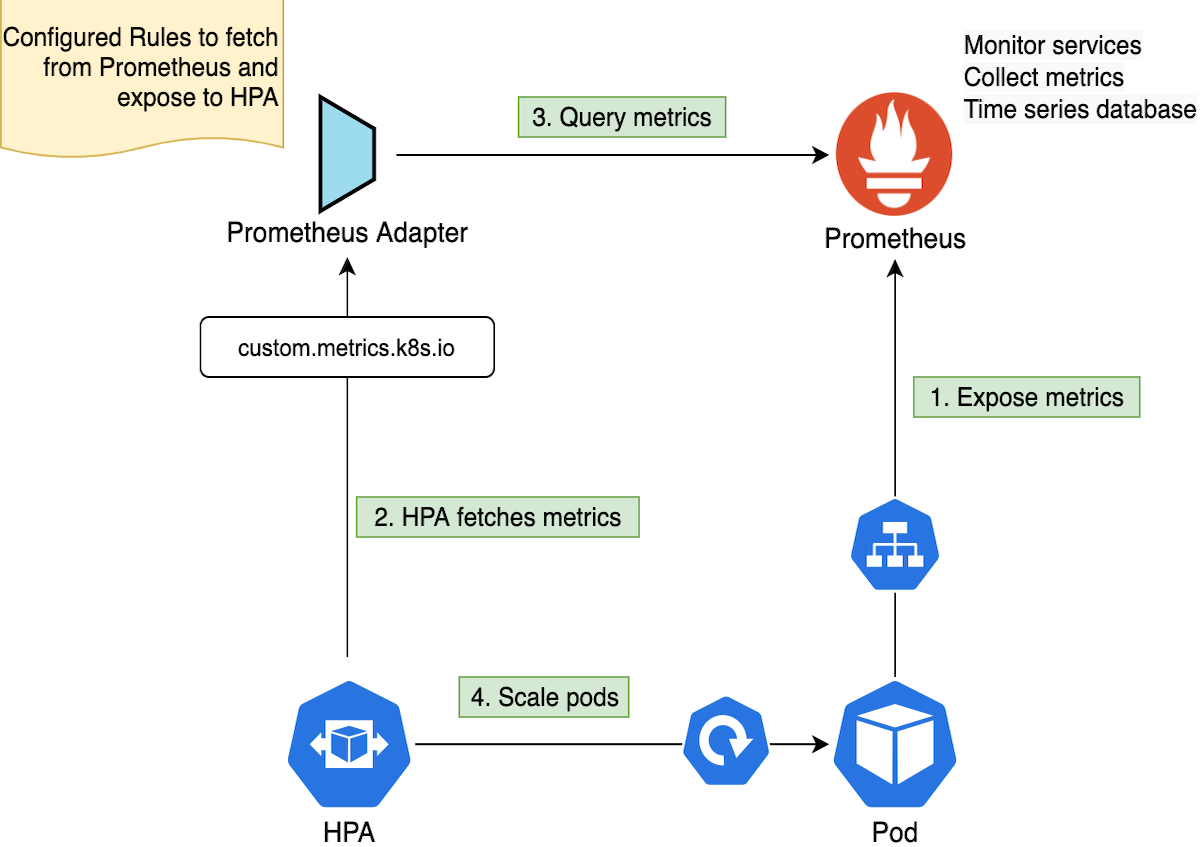 Configured Rules to fetch
from Prometheus and
expose to HPA
Monitor services
Collect metrics
Time series database
3. Query metrics
Prometheus Adapter
Prometheus
custom.metrics.k8s.io
1. Expose metrics
2. HPA fetches metrics
4. Scale pods
HPA
Pod